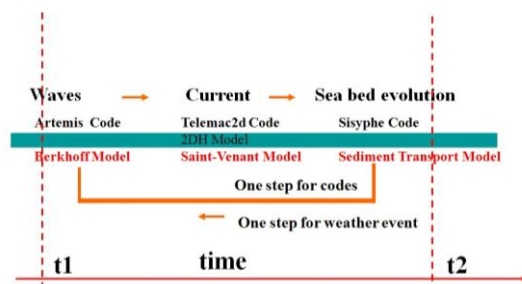 Waves Current Sea bed evolution
Artemis Code Telemac2d Code Sisyphe Code
2DH Model
Berkhoff Model Saint-Venant Model Sediment Transport Model
One step for codes
One step for weather event
t1 time t2